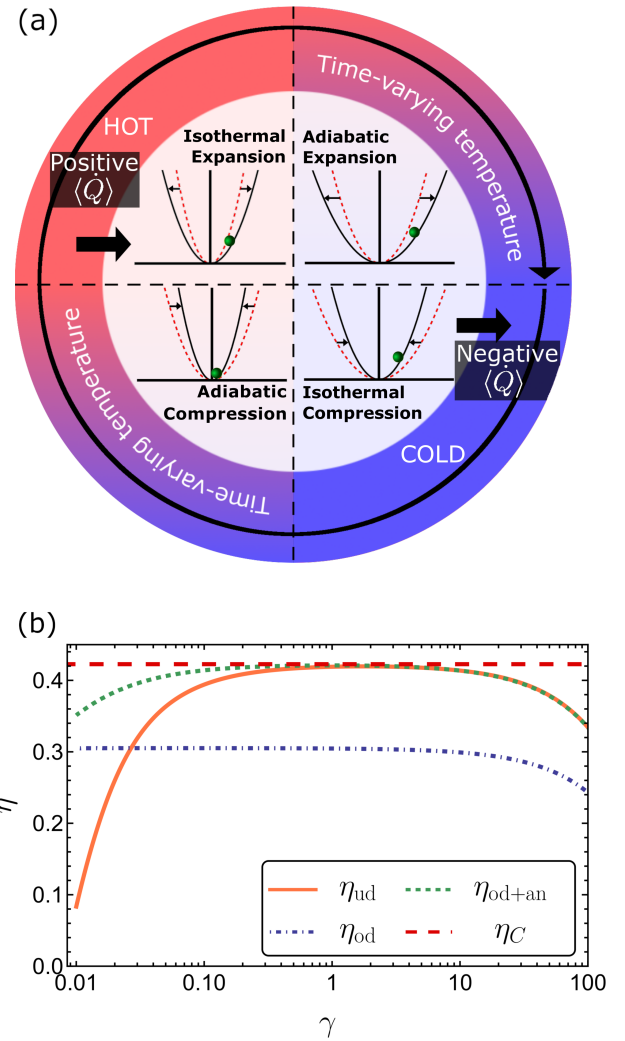 (a)
HOT
Time-varying temperature
Isothermal
Expansion
Adiabatic
Expansion
Positive
⟨Q̇⟩
Adiabatic
Compression
Isothermal
Compression
Negative
⟨Q̇⟩
Time-varying temperature
COLD
(b)
0.4
0.3
0.2
0.1
0.0
η
η_ud
η_od+an
η_od
η_C
0.01
0.10
1
10
100
γ